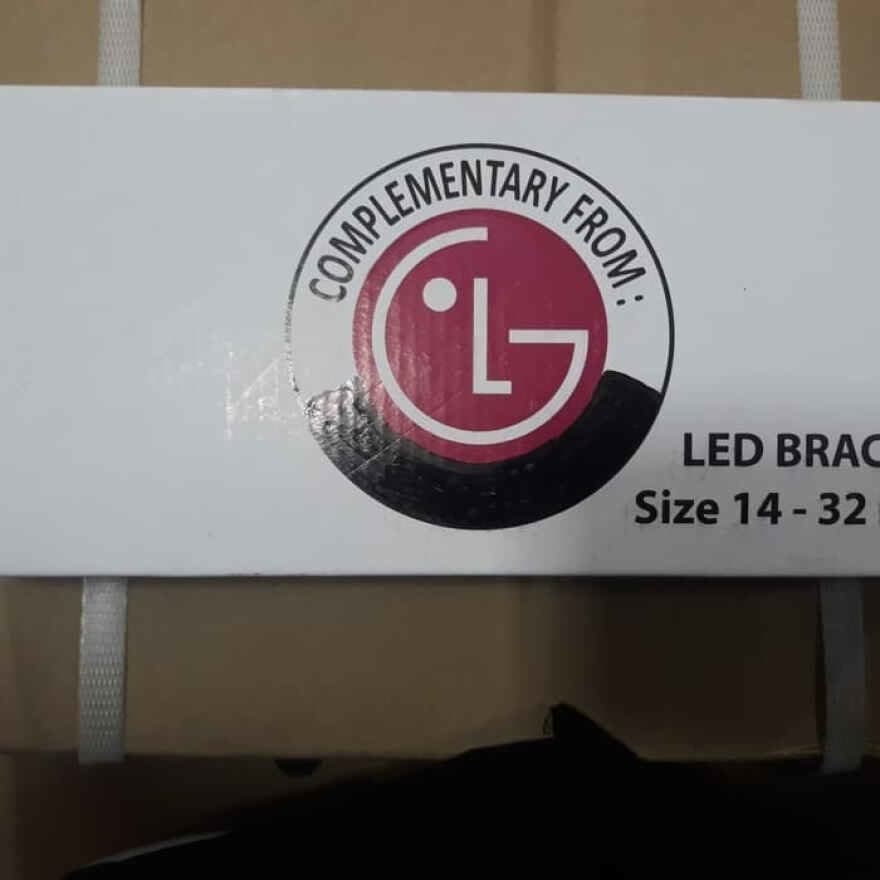 COMPLEMENTARY FROM :
LG
LED BRAC
Size 14 - 32